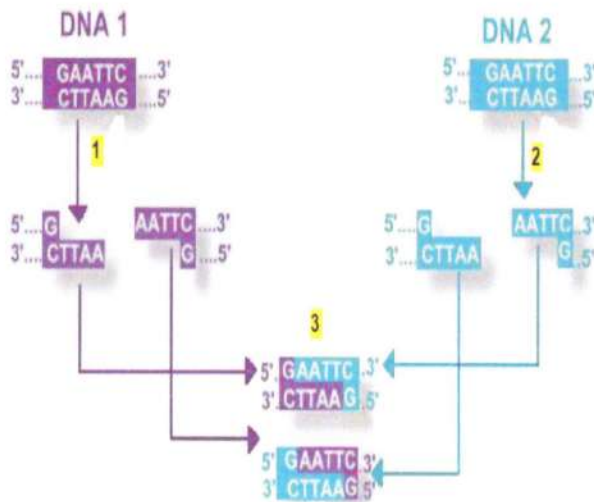 DNA 1
DNA 2
5'....GAATTC....3'
3'....CTTAAG....5'
5'....GAATTC....3'
3'....CTTAAG....5'
1
2
5'....G
3'....CTTAA
AATTC....3'
G....5'
5'....G
3'....CTTAA
AATTC....3'
G....5'
3
5'.GAATTC.3'
3'.CTTAAG.5'
5' GAATTC.3'
3' CTTAAG 5'